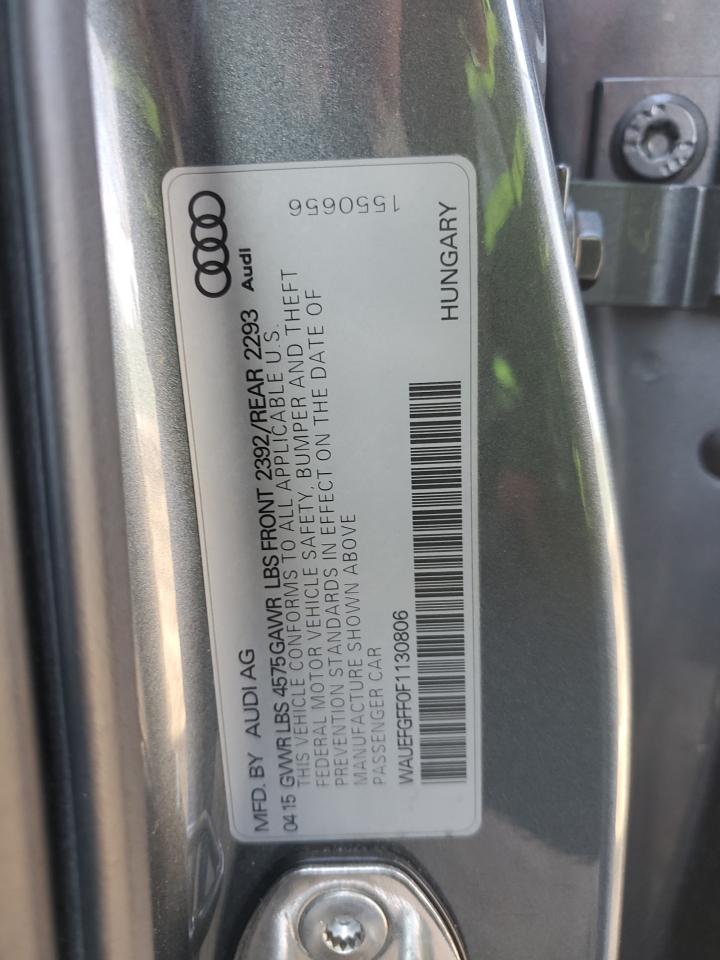 MFD. BY AUDI AG
Audi
04 15 GVWR LBS 4575 GAWR LBS FRONT 2392/REAR 2293
THIS VEHICLE CONFORMS TO ALL APPLICABLE U.S.
FEDERAL MOTOR VEHICLE SAFETY, BUMPER AND THEFT
PREVENTION STANDARDS IN EFFECT ON THE DATE OF
MANUFACTURE SHOWN ABOVE
PASSENGER CAR
WAUEFGFF0F1130806
HUNGARY
1550656